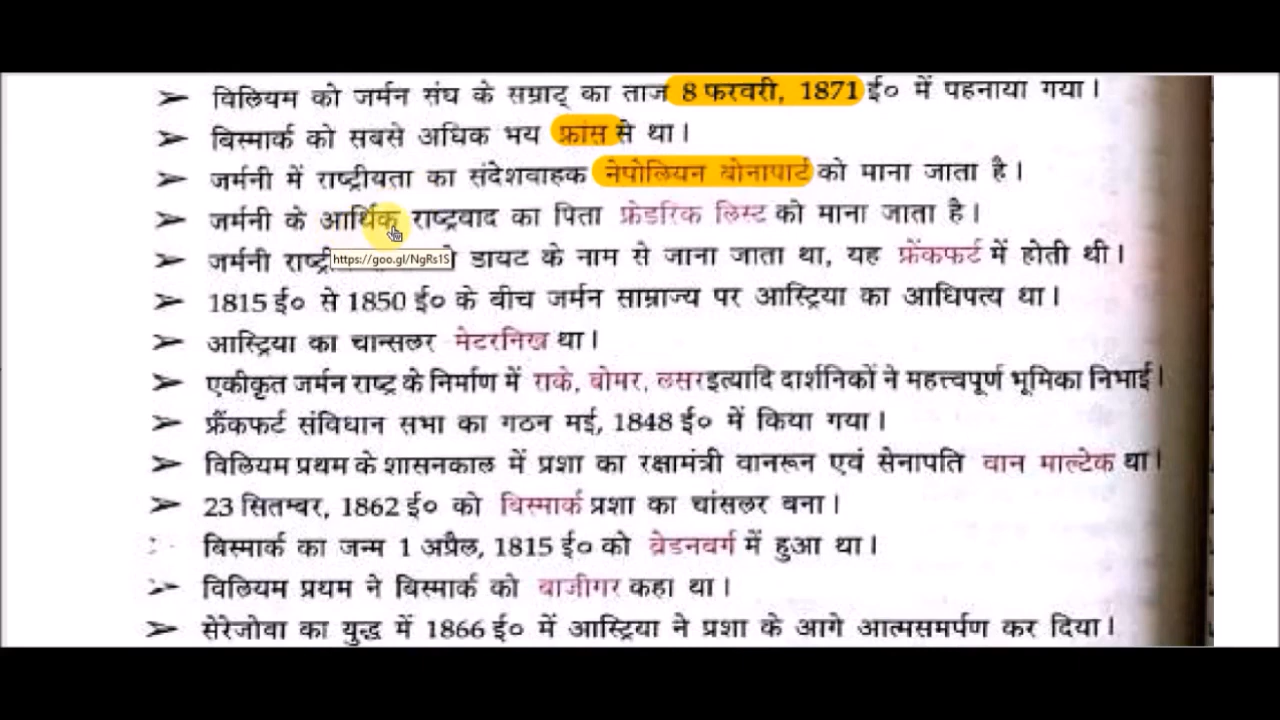 ➢ विलियम को जर्मन संघ के सम्राट् का ताज 8 फरवरी, 1871 ई० में पहनाया गया।
➢ बिस्मार्क को सबसे अधिक भय फ्रांस से था।
➢ जर्मनी में राष्ट्रीयता का संदेशवाहक नेपोलियन बोनापार्ट को माना जाता है।
➢ जर्मनी के आर्थिक राष्ट्रवाद का पिता फ्रेडरिक लिस्ट को माना जाता है।
https://goo.gl/NgRs1S
➢ जर्मनी डायट के नाम से जाना जाता था, यह फ्रेंकफर्ट में होती थी।
➢ 1815 ई० से 1850 ई० के बीच जर्मन साम्राज्य पर आस्ट्रिया का आधिपत्य था।
➢ आस्ट्रिया का चान्सलर मेटरनिख था।
➢ एकीकृत जर्मन राष्ट्र के निर्माण में राके, बोमर, लसर इत्यादि दार्शनिकों ने महत्त्वपूर्ण भूमिका निभाई।
➢ फ्रैंकफर्ट संविधान सभा का गठन मई, 1848 ई० में किया गया।
➢ विलियम प्रथम के शासनकाल में प्रशा का रक्षामंत्री वानरून एवं सेनापति वान माल्टेक था।
➢ 23 सितम्बर, 1862 ई० को बिस्मार्क प्रशा का चांसलर बना।
बिस्मार्क का जन्म 1 अप्रैल, 1815 ई० को ब्रेडनवर्ग में हुआ था।
➢ विलियम प्रथम ने बिस्मार्क को बाजीगर कहा था।
➢ सेरेजोवा का युद्ध में 1866 ई० में आस्ट्रिया ने प्रशा के आगे आत्मसमर्पण कर दिया।